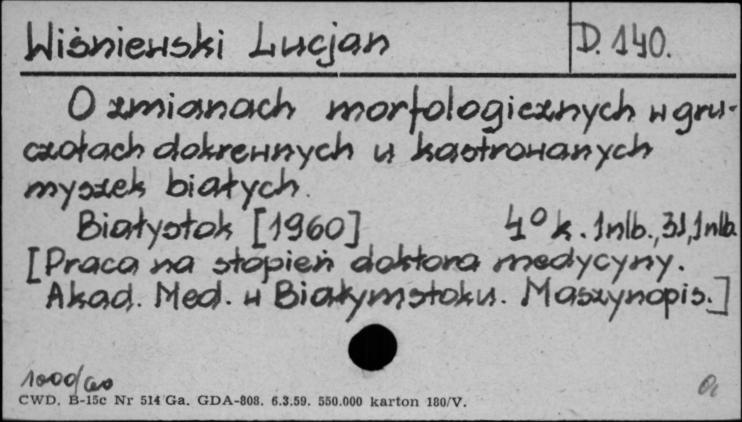 Wiśniewski Lucjan
D. 140.
O zmianach morfologicznych w gru-
czołach dokrewnych u kastrowanych
myszek białych.
Białystok [1960] 4° k. 1nlb., 31, 1nlb.
[Praca na stopień doktora medycyny.
Akad. Med. w Białymstoku. Maszynopis.]
CWD. B-15c Nr 514 Ga. GDA-808. 6.3.59. 550.000 karton 180/V.